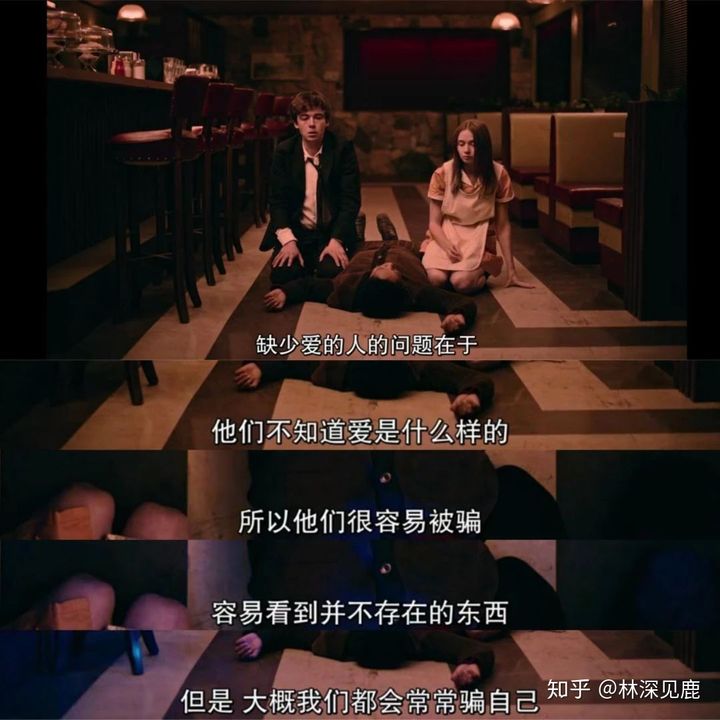 缺少爱的人的问题在于
他们不知道爱是什么样的
所以他们很容易被骗
容易看到并不存在的东西
但是 大概我们都会常常骗自己
知乎 @林深见鹿